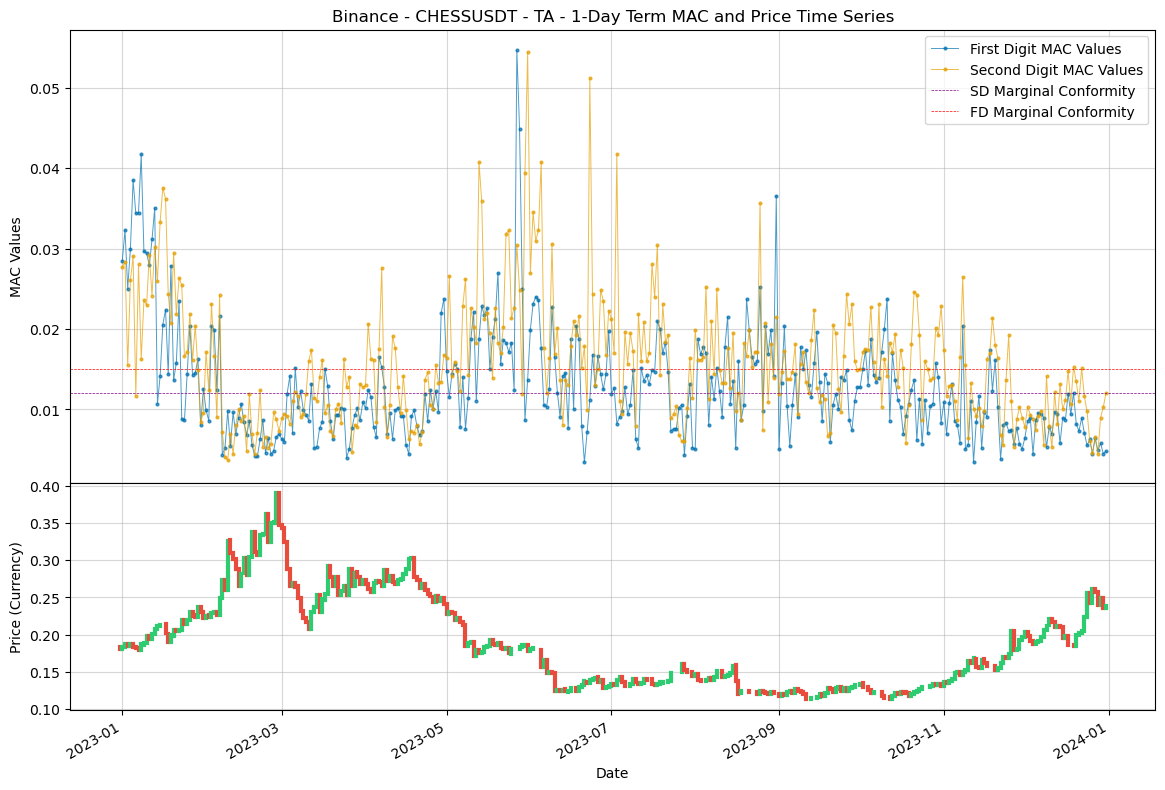 Binance - CHESSUSDT - TA - 1-Day Term MAC and Price Time Series
First Digit MAC Values
Second Digit MAC Values
SD Marginal Conformity
FD Marginal Conformity
MAC Values
0.05
0.04
0.03
0.02
0.01
Price (Currency)
0.40
0.35
0.30
0.25
0.20
0.15
0.10
2023-01
2023-03
2023-05
2023-07
2023-09
2023-11
2024-01
Date